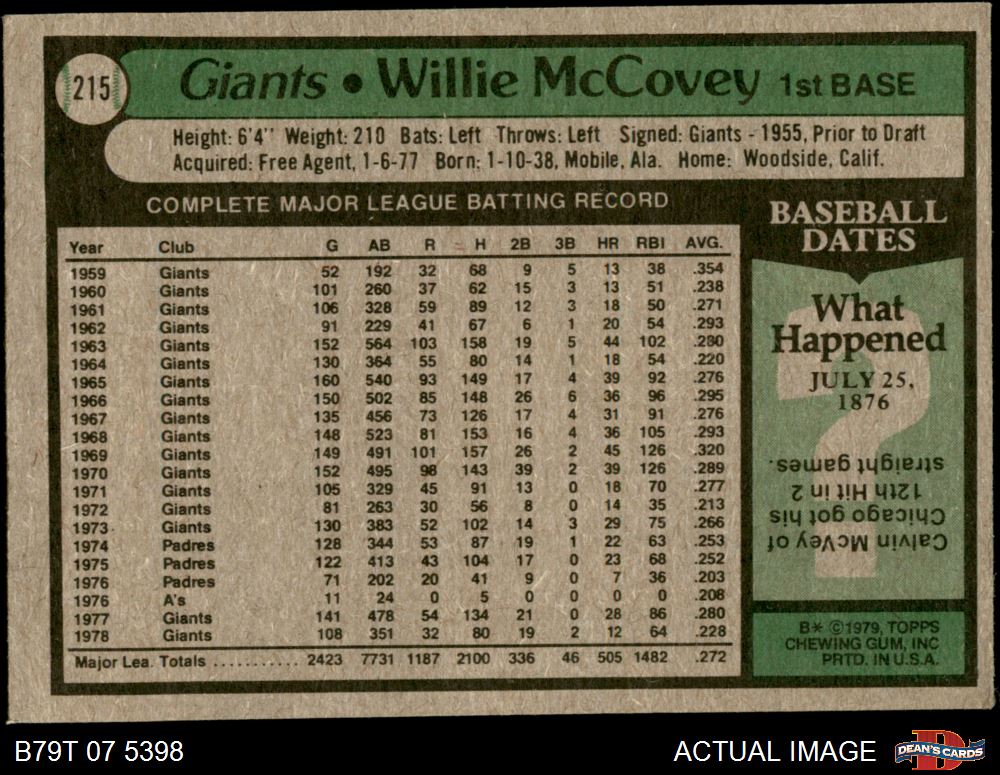 215
Giants • Willie McCovey 1st BASE
Height: 6'4" Weight: 210 Bats: Left Throws: Left Signed: Giants - 1955, Prior to Draft
Acquired: Free Agent, 1-6-77 Born: 1-10-38, Mobile, Ala. Home: Woodside, Calif.
COMPLETE MAJOR LEAGUE BATTING RECORD
Year Club G AB R H 2B 3B HR RBI AVG.
1959 Giants 52 192 32 68 9 5 13 38 .354
1960 Giants 101 260 37 62 15 3 13 51 .238
1961 Giants 106 328 59 89 12 3 18 50 .271
1962 Giants 91 229 41 67 6 1 20 54 .293
1963 Giants 152 564 103 158 19 5 44 102 .280
1964 Giants 130 364 55 80 14 1 18 54 .220
1965 Giants 160 540 93 149 17 4 39 92 .276
1966 Giants 150 502 85 148 26 6 36 96 .295
1967 Giants 135 456 73 126 17 4 31 91 .276
1968 Giants 148 523 81 153 16 4 36 105 .293
1969 Giants 149 491 101 157 26 2 45 126 .320
1970 Giants 152 495 98 143 39 2 39 126 .289
1971 Giants 105 329 45 91 13 0 18 70 .277
1972 Giants 81 263 30 56 8 0 14 35 .213
1973 Giants 130 383 52 102 14 3 29 75 .266
1974 Padres 128 344 53 87 19 1 22 63 .253
1975 Padres 122 413 43 104 17 0 23 68 .252
1976 Padres 71 202 20 41 9 0 7 36 .203
1976 A's 11 24 0 5 0 0 0 0 .208
1977 Giants 141 478 54 134 21 0 28 86 .280
1978 Giants 108 351 32 80 19 2 12 64 .228
Major Lea. Totals .......... 2423 7731 1187 2100 336 46 505 1482 .272
BASEBALL
DATES
What
Happened
JULY 25,
1876
Calvin McVey of
Chicago got his
12th Hit in 2
straight games.
B* ©1979, TOPPS
CHEWING GUM, INC
PRTD. IN U.S.A.
B79T 07 5398
ACTUAL IMAGE
DEAN'S CARDS